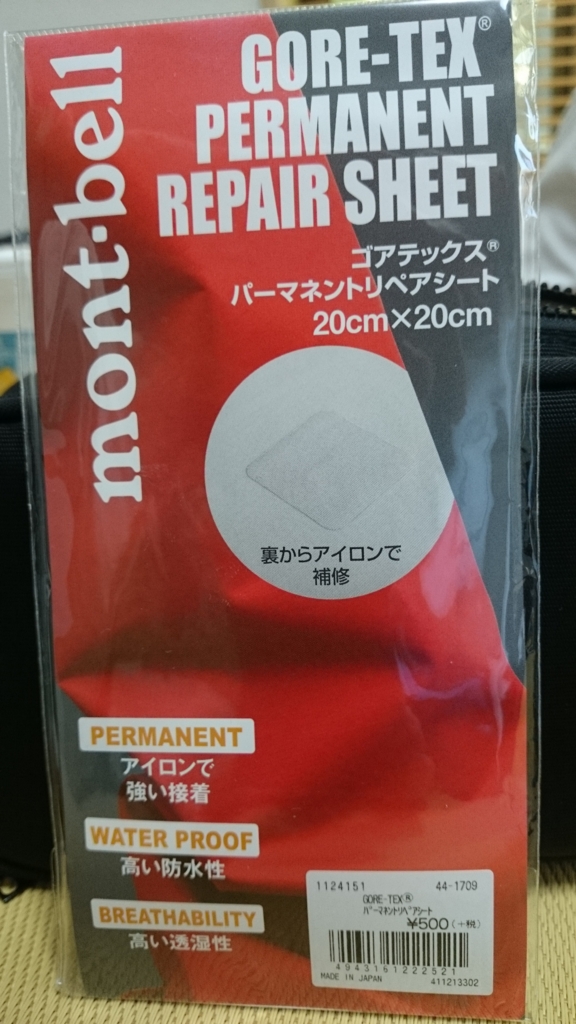 mont·bell
GORE-TEX®
PERMANENT
REPAIR SHEET
ゴアテックス®
パーマネントリペアシート
20cm×20cm
裏からアイロンで
補修
PERMANENT
アイロンで
強い接着
WATER PROOF
高い防水性
BREATHABILITY
高い透湿性
1124151 44-1709
GORE-TEX®
パーマネントリペアシート
¥500(+税)
4943161222521
MADE IN JAPAN 411213302